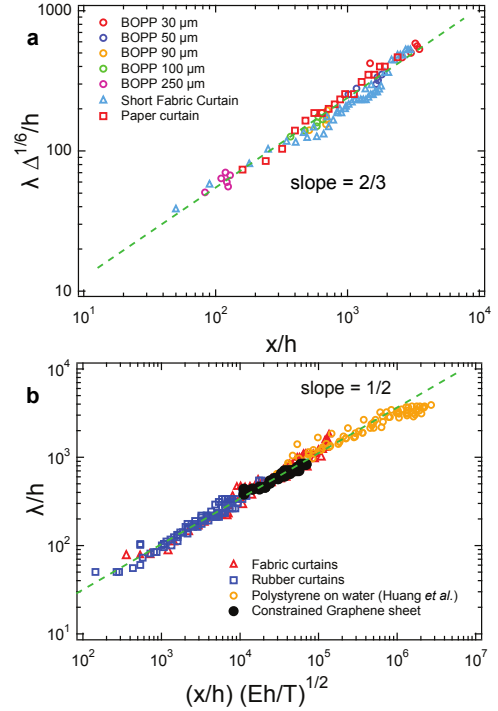 a
BOPP 30 µm
BOPP 50 µm
BOPP 90 µm
BOPP 100 µm
BOPP 250 µm
Short Fabric Curtain
Paper curtain
slope = 2/3
λ Δ^1/6/h
1000
100
10
10^1
10^2
10^3
10^4
x/h
b
slope = 1/2
Fabric curtains
Rubber curtains
Polystyrene on water (Huang et al.)
Constrained Graphene sheet
λ/h
10^4
10^3
10^2
10^1
10^2
10^3
10^4
10^5
10^6
10^7
(x/h) (Eh/T)^1/2